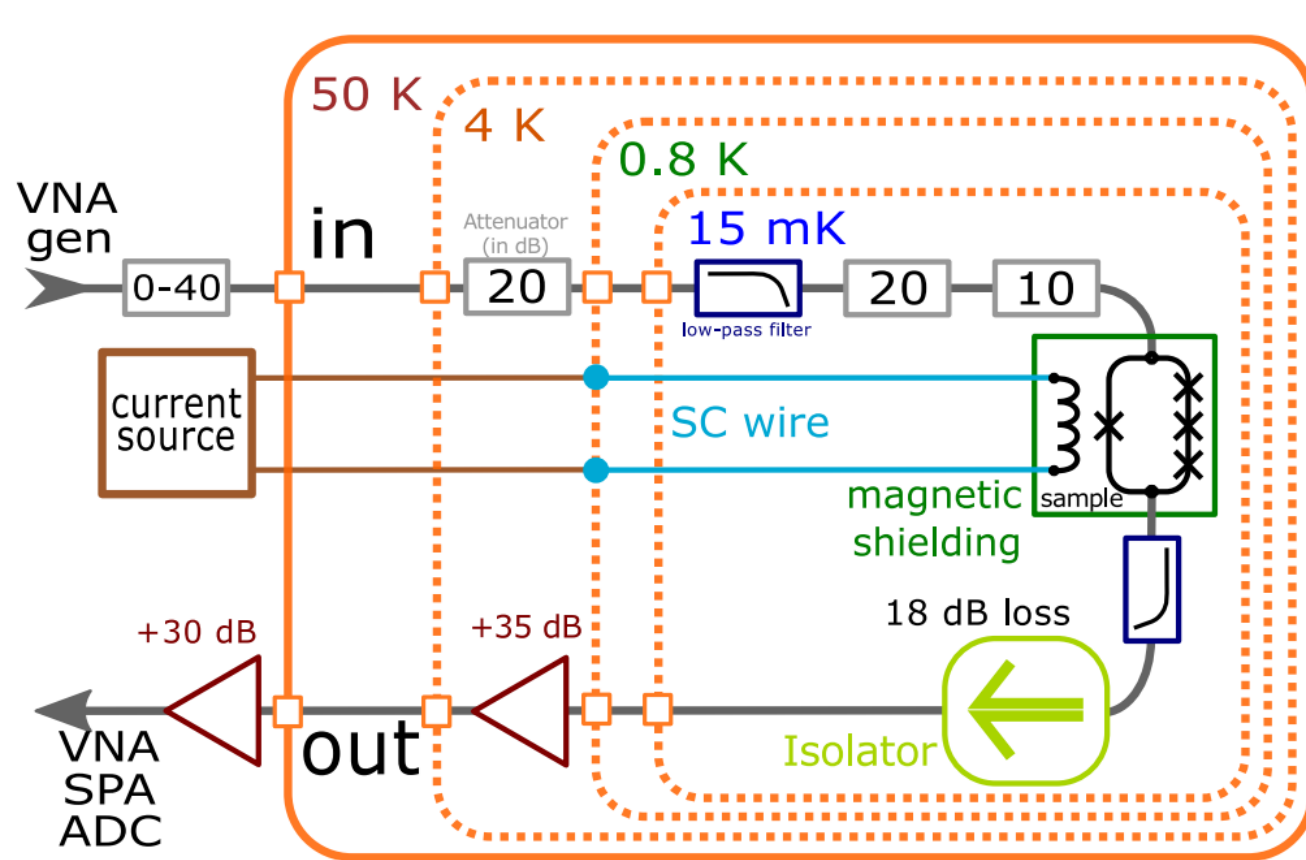 50 K
4 K
0.8 K
15 mK
VNA
gen
in
Attenuator
(in dB)
0-40
20
low-pass filter
20
10
current
source
SC wire
magnetic
shielding
sample
18 dB loss
Isolator
+35 dB
+30 dB
out
VNA
SPA
ADC